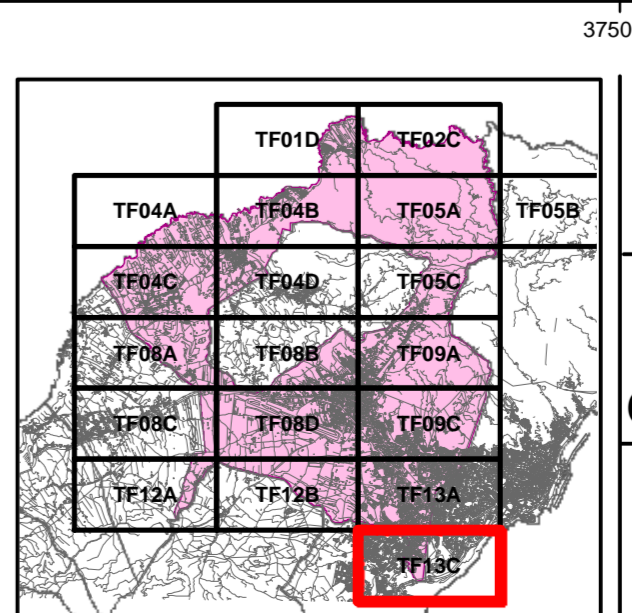 3750
TF01D TF02C
TF04A TF04B TF05A TF05B
TF04C TF04D TF05C
TF08A TF08B TF09A
TF08C TF08D TF09C
TF12A TF12B TF13A
TF13C